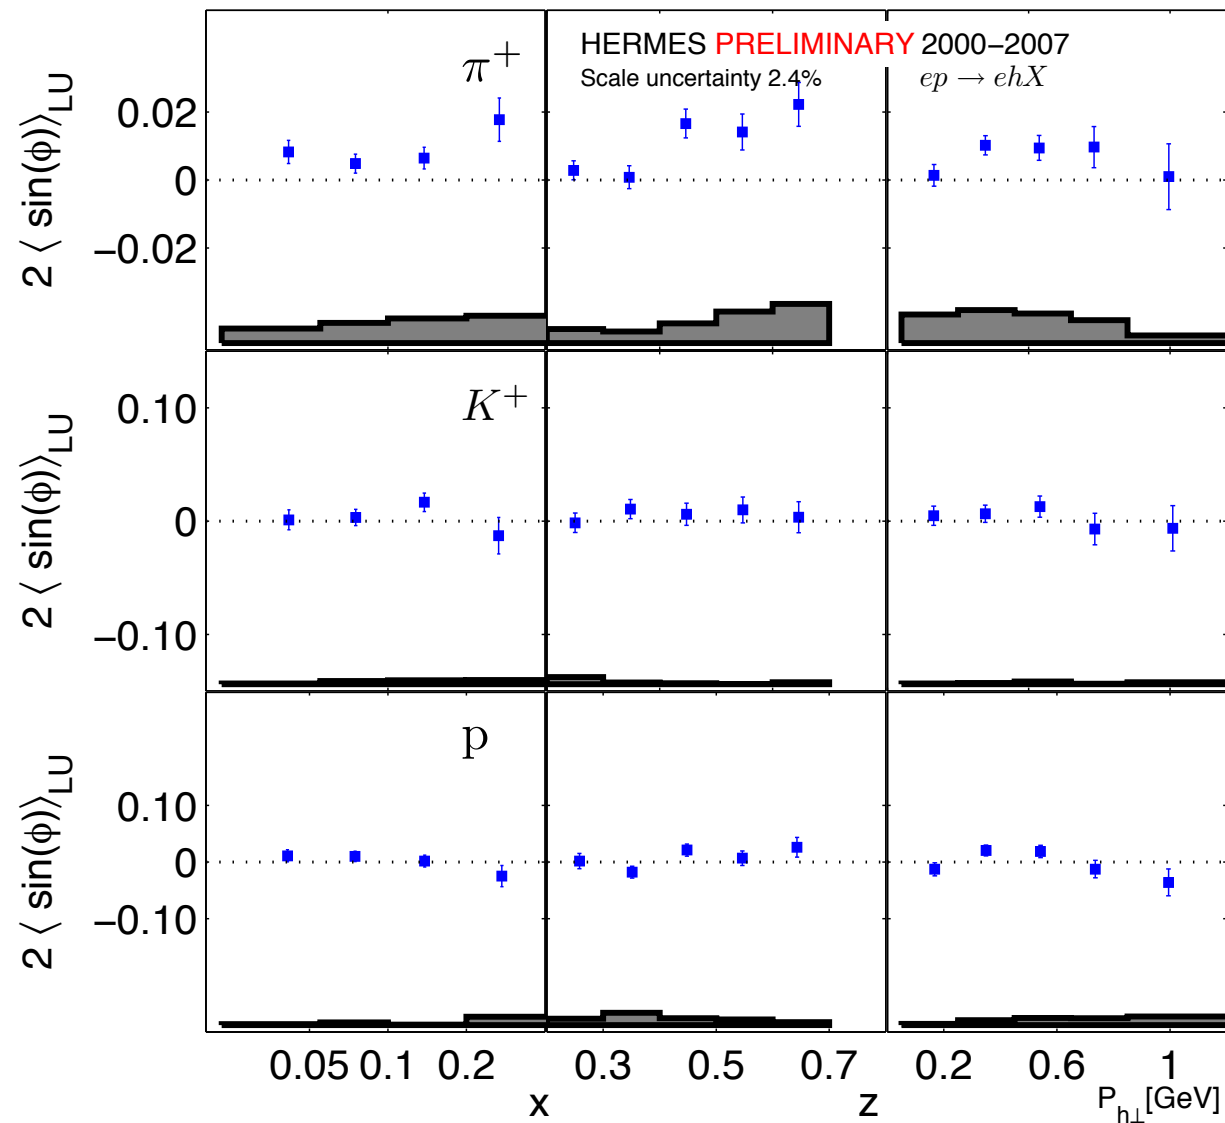 HERMES PRELIMINARY 2000−2007
π+
Scale uncertainty 2.4%
ep → ehX
2 ⟨ sin(ϕ)⟩LU
0.02
0
−0.02
K+
2 ⟨ sin(ϕ)⟩LU
0.10
0
−0.10
p
2 ⟨ sin(ϕ)⟩LU
0.10
0
−0.10
0.05 0.1 0.2 0.3 0.5 0.7 0.2 0.6 1
x z Ph⊥[GeV]